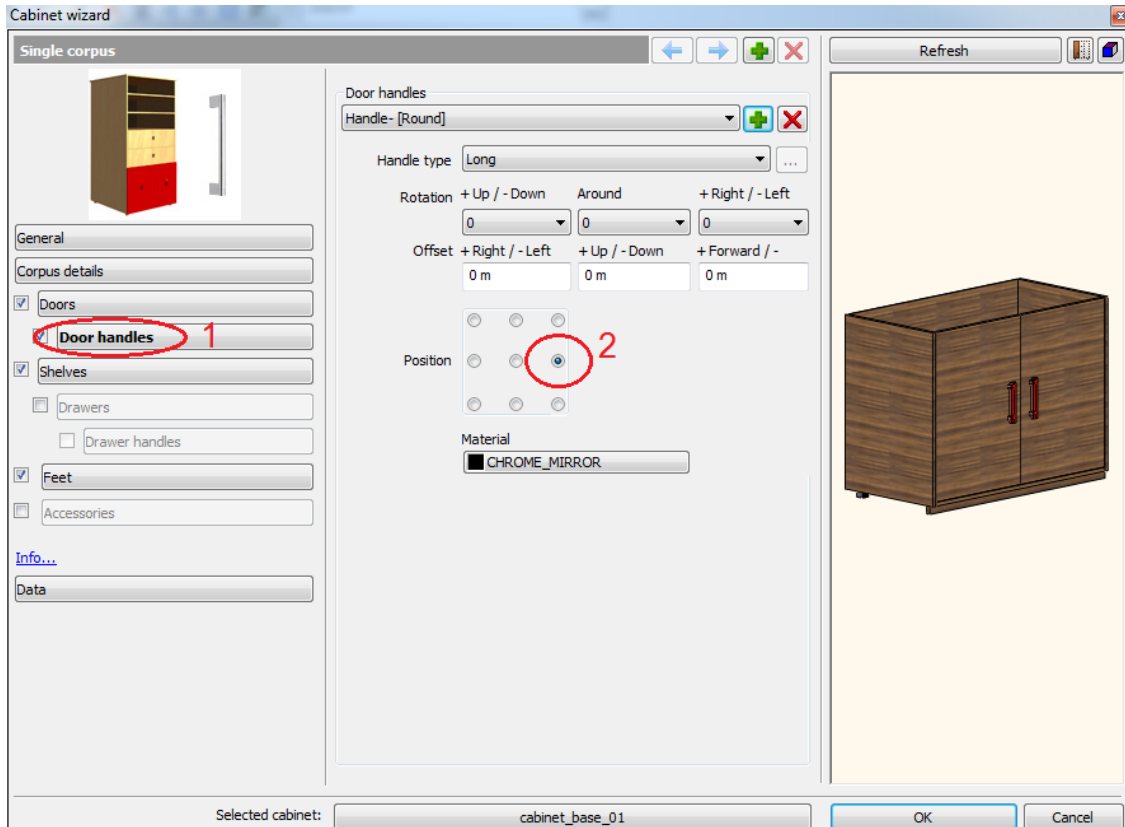 Cabinet wizard
Single corpus
Refresh
General
Corpus details
Doors
Door handles
1
Shelves
Drawers
Drawer handles
Feet
Accessories
Info...
Data
Door handles
Handle- [Round]
Handle type Long ...
Rotation + Up / - Down Around + Right / - Left
0 0 0
Offset + Right / - Left + Up / - Down + Forward / -
0 m 0 m 0 m
Position
2
Material
CHROME_MIRROR
Selected cabinet: cabinet_base_01 OK Cancel